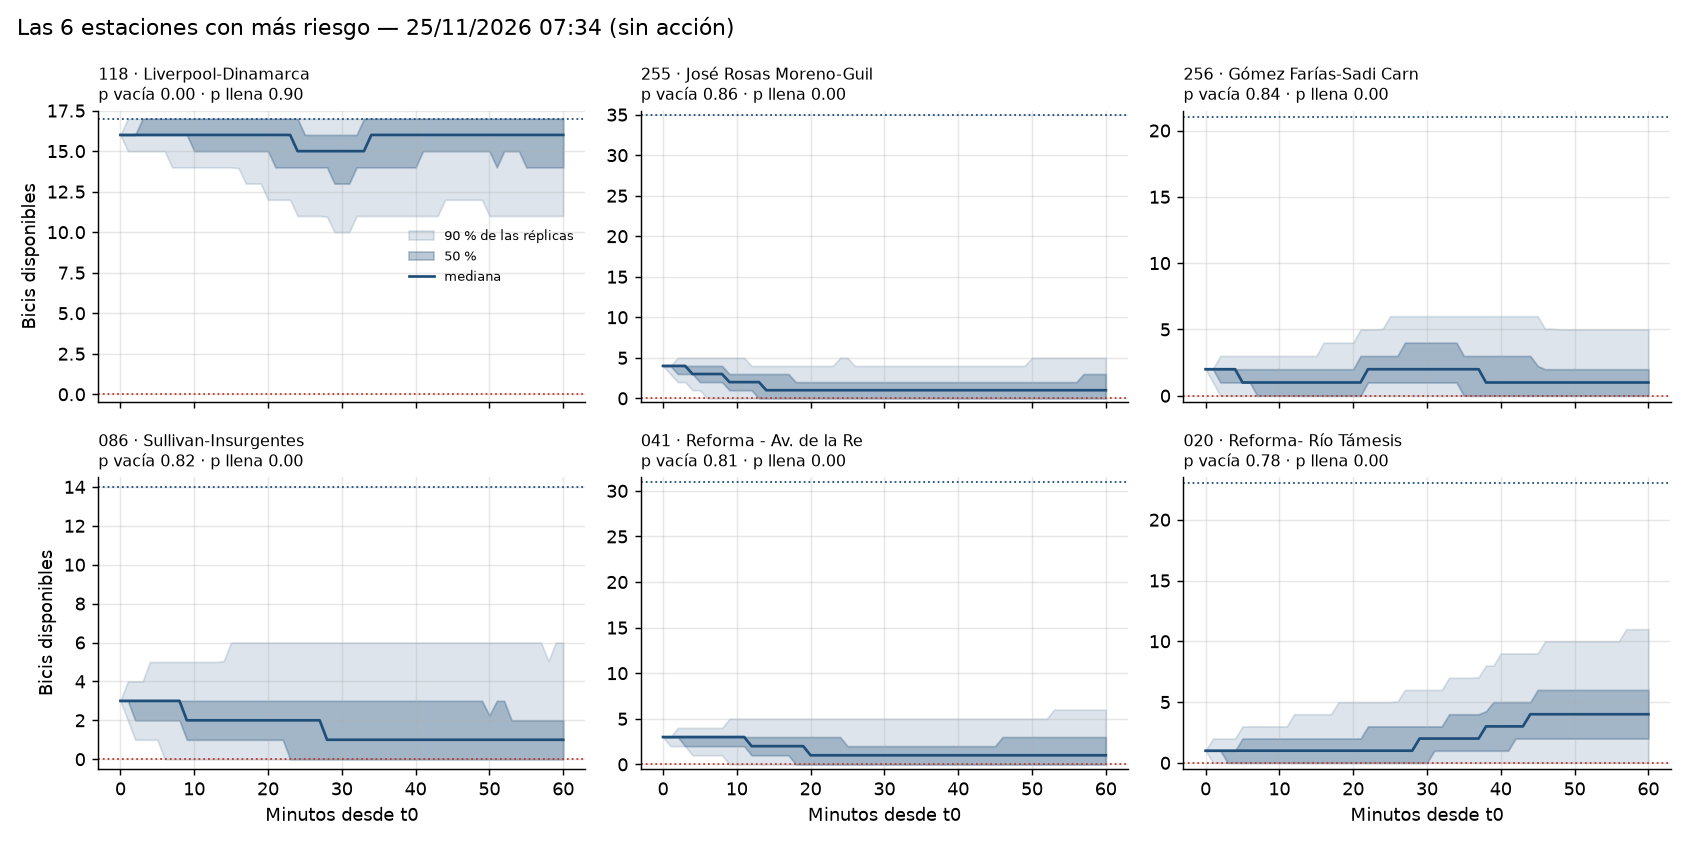 Las 6 estaciones con más riesgo — 25/11/2026 07:34 (sin acción)
118 · Liverpool-Dinamarca
p vacía 0.00 · p llena 0.90
17.5
15.0
12.5
10.0
7.5
5.0
2.5
0.0
Bicis disponibles
90 % de las réplicas
50 %
mediana
255 · José Rosas Moreno-Guil
p vacía 0.86 · p llena 0.00
35
30
25
20
15
10
5
0
256 · Gómez Farías-Sadi Carn
p vacía 0.84 · p llena 0.00
20
15
10
5
0
086 · Sullivan-Insurgentes
p vacía 0.82 · p llena 0.00
14
12
10
8
6
4
2
0
Bicis disponibles
0 10 20 30 40 50 60
Minutos desde t0
041 · Reforma - Av. de la Re
p vacía 0.81 · p llena 0.00
30
25
20
15
10
5
0
0 10 20 30 40 50 60
Minutos desde t0
020 · Reforma- Río Támesis
p vacía 0.78 · p llena 0.00
20
15
10
5
0
0 10 20 30 40 50 60
Minutos desde t0